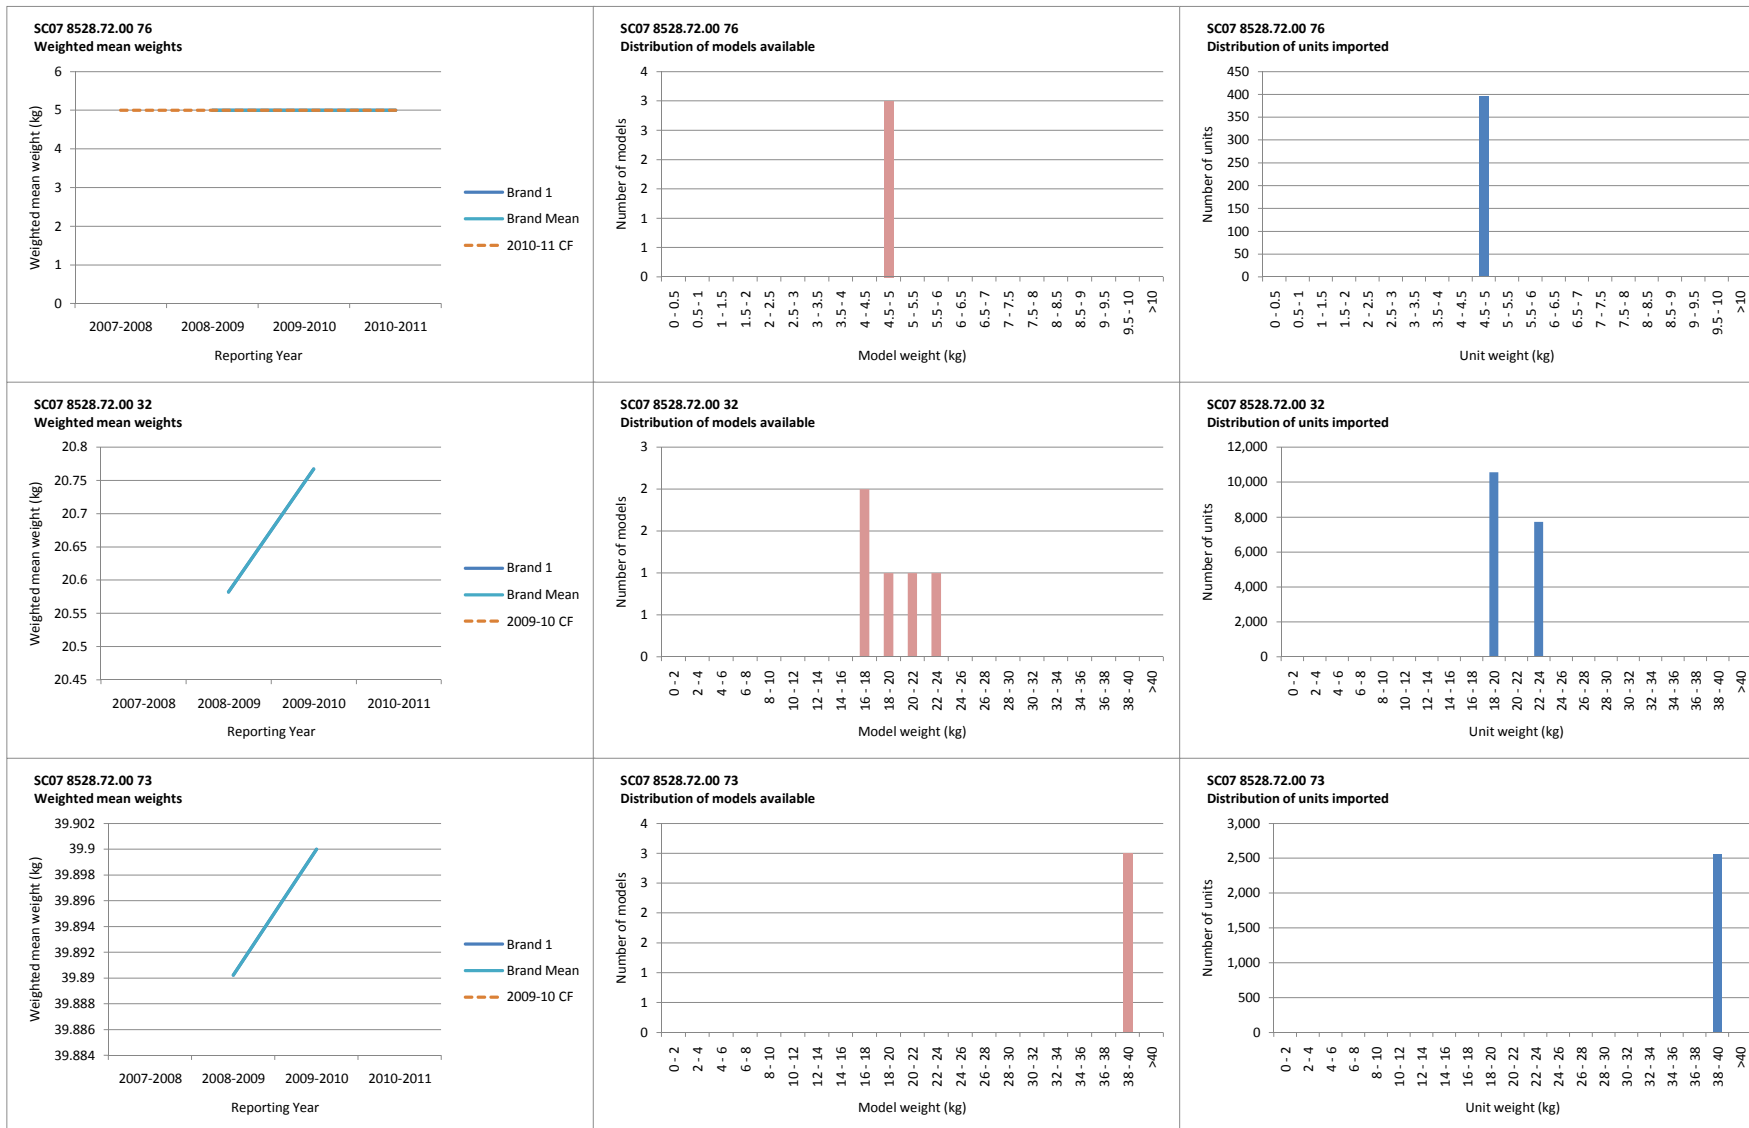 SC07 8528.72.00 76
Weighted mean weights
Weighted mean weight (kg)
6
5
4
3
2
1
0
2007-2008 2008-2009 2009-2010 2010-2011
Reporting Year
Brand 1
Brand Mean
2010-11 CF
SC07 8528.72.00 76
Distribution of models available
Number of models
4
3
3
2
2
1
1
0
0 - 0.5
0.5 - 1
1 - 1.5
1.5 - 2
2 - 2.5
2.5 - 3
3 - 3.5
3.5 - 4
4 - 4.5
4.5 - 5
5 - 5.5
5.5 - 6
6 - 6.5
6.5 - 7
7 - 7.5
7.5 - 8
8 - 8.5
8.5 - 9
9 - 9.5
9.5 - 10
>10
Model weight (kg)
SC07 8528.72.00 76
Distribution of units imported
Number of units
450
400
350
300
250
200
150
100
50
0
0 - 0.5
0.5 - 1
1 - 1.5
1.5 - 2
2 - 2.5
2.5 - 3
3 - 3.5
3.5 - 4
4 - 4.5
4.5 - 5
5 - 5.5
5.5 - 6
6 - 6.5
6.5 - 7
7 - 7.5
7.5 - 8
8 - 8.5
8.5 - 9
9 - 9.5
9.5 - 10
>10
Unit weight (kg)
SC07 8528.72.00 32
Weighted mean weights
Weighted mean weight (kg)
20.8
20.75
20.7
20.65
20.6
20.55
20.5
20.45
2007-2008 2008-2009 2009-2010 2010-2011
Reporting Year
Brand 1
Brand Mean
2009-10 CF
SC07 8528.72.00 32
Distribution of models available
Number of models
3
2
2
1
1
0
0 - 2
2 - 4
4 - 6
6 - 8
8 - 10
10 - 12
12 - 14
14 - 16
16 - 18
18 - 20
20 - 22
22 - 24
24 - 26
26 - 28
28 - 30
30 - 32
32 - 34
34 - 36
36 - 38
38 - 40
>40
Model weight (kg)
SC07 8528.72.00 32
Distribution of units imported
Number of units
12,000
10,000
8,000
6,000
4,000
2,000
0
0 - 2
2 - 4
4 - 6
6 - 8
8 - 10
10 - 12
12 - 14
14 - 16
16 - 18
18 - 20
20 - 22
22 - 24
24 - 26
26 - 28
28 - 30
30 - 32
32 - 34
34 - 36
36 - 38
38 - 40
>40
Unit weight (kg)
SC07 8528.72.00 73
Weighted mean weights
Weighted mean weight (kg)
39.902
39.9
39.898
39.896
39.894
39.892
39.89
39.888
39.886
39.884
2007-2008 2008-2009 2009-2010 2010-2011
Reporting Year
Brand 1
Brand Mean
2009-10 CF
SC07 8528.72.00 73
Distribution of models available
Number of models
4
3
3
2
2
1
1
0
0 - 2
2 - 4
4 - 6
6 - 8
8 - 10
10 - 12
12 - 14
14 - 16
16 - 18
18 - 20
20 - 22
22 - 24
24 - 26
26 - 28
28 - 30
30 - 32
32 - 34
34 - 36
36 - 38
38 - 40
>40
Model weight (kg)
SC07 8528.72.00 73
Distribution of units imported
Number of units
3,000
2,500
2,000
1,500
1,000
500
0
0 - 2
2 - 4
4 - 6
6 - 8
8 - 10
10 - 12
12 - 14
14 - 16
16 - 18
18 - 20
20 - 22
22 - 24
24 - 26
26 - 28
28 - 30
30 - 32
32 - 34
34 - 36
36 - 38
38 - 40
>40
Unit weight (kg)